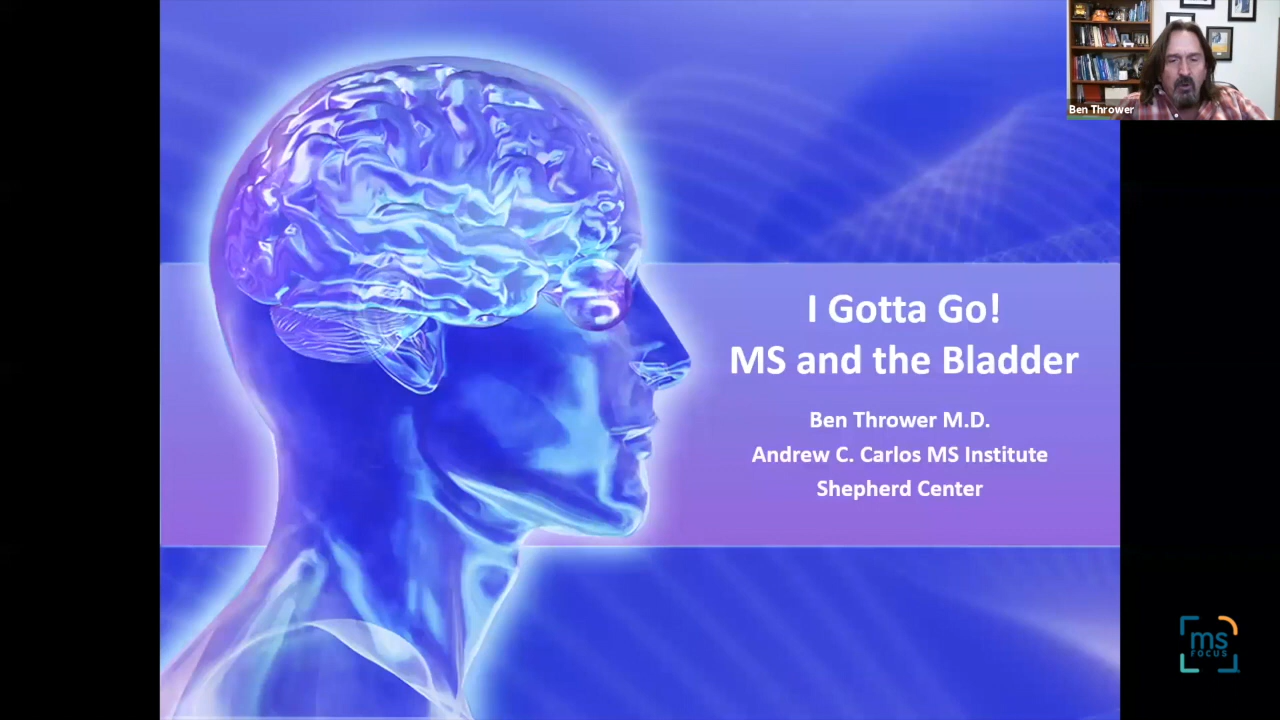 Ben Thrower
I Gotta Go!
MS and the Bladder
Ben Thrower M.D.
Andrew C. Carlos MS Institute
Shepherd Center
ms
FOCUS